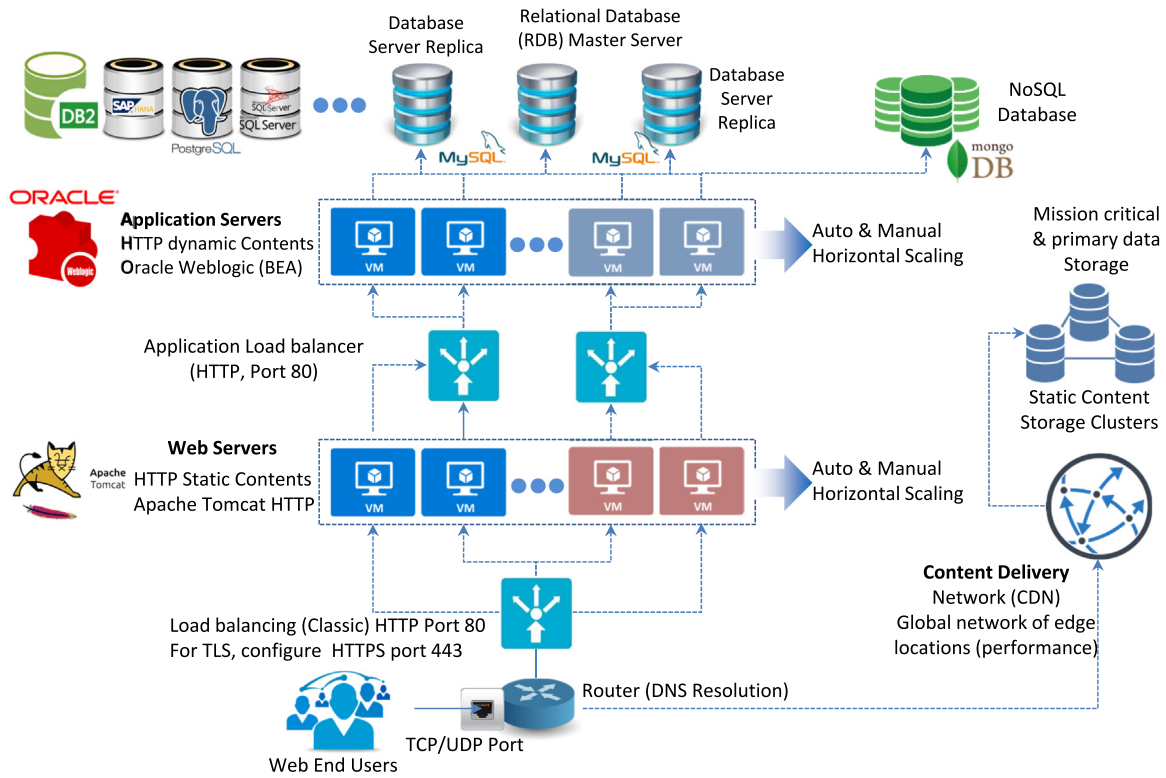 Database
Server Replica
Relational Database
(RDB) Master Server
Database
Server
Replica
NoSQL
Database
DB2
SAP HANA
PostgreSQL
SQL Server
SQL Server
MySQL™
MySQL™
mongo
DB
ORACLE®
Weblogic
Application Servers
HTTP dynamic Contents
Oracle Weblogic (BEA)
VM
VM
VM
VM
Auto & Manual
Horizontal Scaling
Mission critical
& primary data
Storage
Application Load balancer
(HTTP, Port 80)
Static Content
Storage Clusters
Apache
Tomcat
Web Servers
HTTP Static Contents
Apache Tomcat HTTP
VM
VM
VM
VM
Auto & Manual
Horizontal Scaling
Content Delivery
Network (CDN)
Global network of edge
locations (performance)
Load balancing (Classic) HTTP Port 80
For TLS, configure HTTPS port 443
Router (DNS Resolution)
TCP/UDP Port
Web End Users